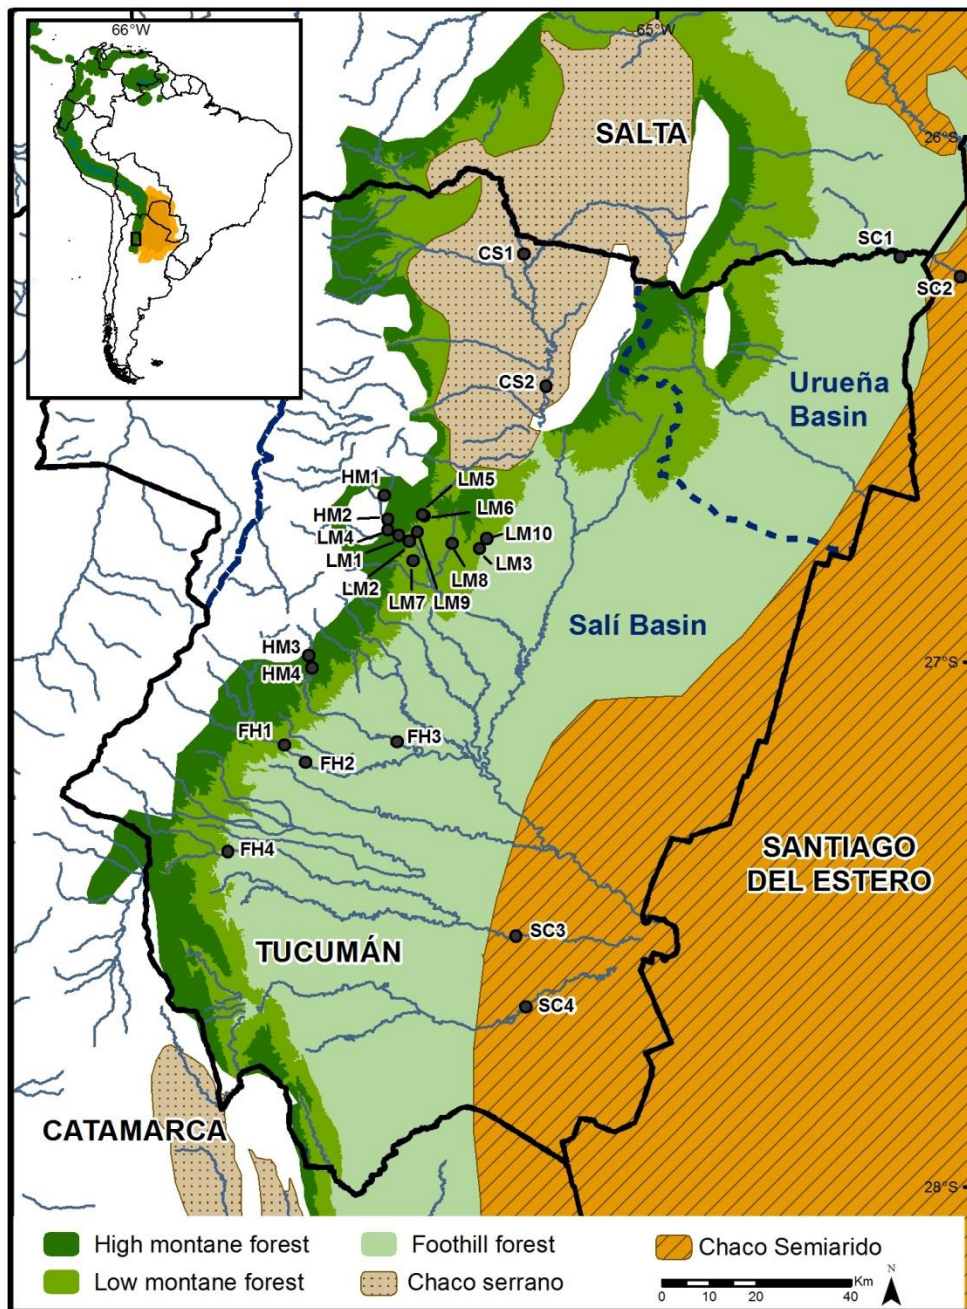 66°W
65°W
SALTA
26°S
SC1
CS1
SC2
CS2
Urueña
Basin
HM1
LM5
HM2
LM6
LM4
LM10
LM1
LM8
LM3
LM2
LM7
LM9
Salí Basin
HM3
27°S
HM4
FH1
FH3
FH2
FH4
SANTIAGO
DEL ESTERO
SC3
TUCUMÁN
SC4
CATAMARCA
28°S
High montane forest
Foothill forest
Chaco Semiarido
Low montane forest
Chaco serrano
N
Km
0 10 20 40